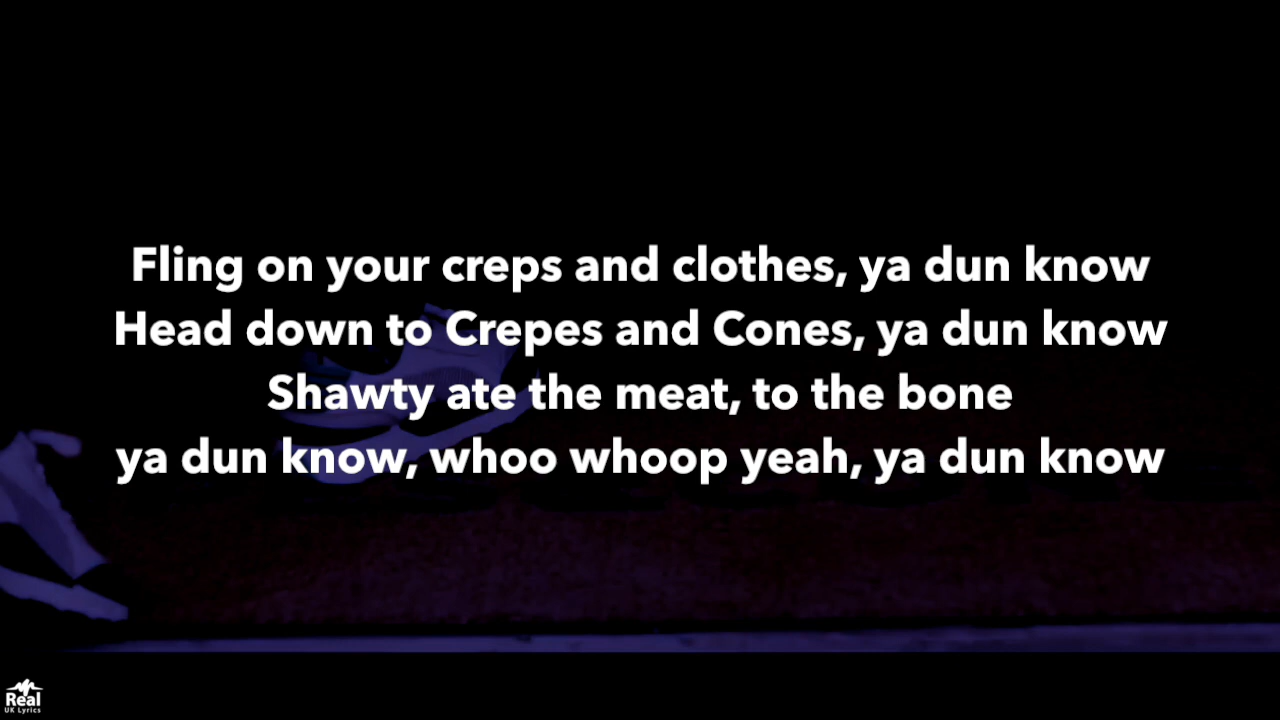 Fling on your creps and clothes, ya dun know
Head down to Crepes and Cones, ya dun know
Shawty ate the meat, to the bone
ya dun know, whoo whoop yeah, ya dun know
Real
UK Lyrics